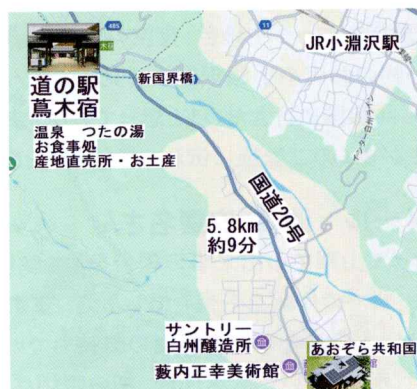 485
11
JR小淵沢駅
新国界橋
道の駅
蔦木宿
温泉　つたの湯
お食事処
産地直売所・お土産
国道20号
5.8km
約9分
サントリー
白州醸造所
あおぞら共和国
薮内正幸美術館